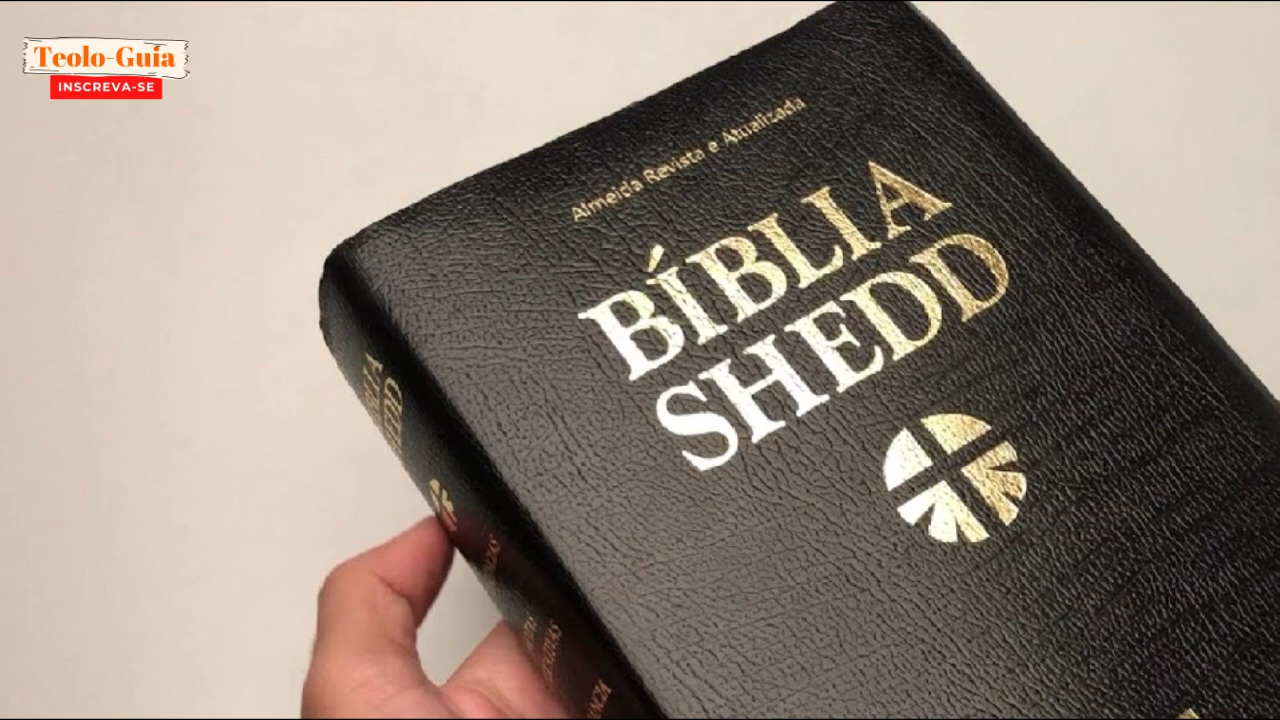 Teolo-Guia
INSCREVA-SE
Almeida Revista e Atualizada
BÍBLIA
SHEDD